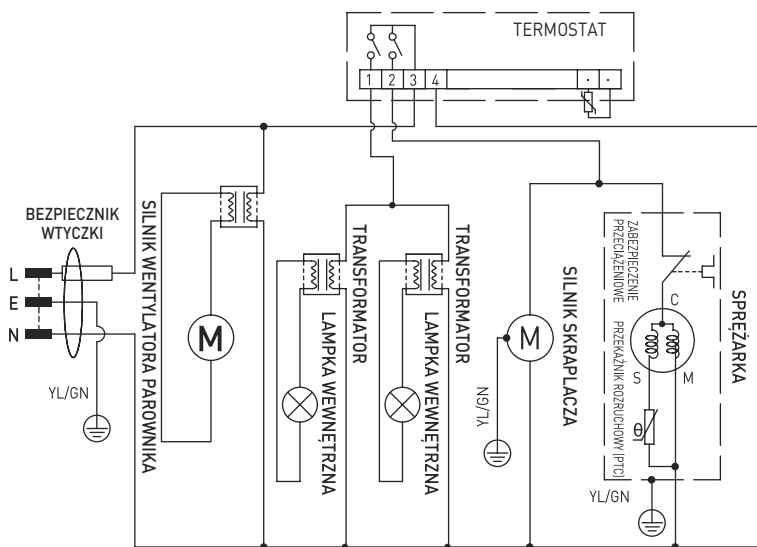 TERMOSTAT
1 2 3 4
BEZPIECZNIK
WTYCZKI
L
E
N
YL/GN
SILNIK WENTYLATORA PAROWNIKA
M
TRANSFORMATOR
LAMPKA WEWNĘTRZNA
TRANSFORMATOR
LAMPKA WEWNĘTRZNA
YL/GN
M
SILNIK SKRAPLACZA
ZABEZPIECZENIE
PRZECIĄŻENIOWE
C
S
M
PRZEKAŹNIK ROZRUCHOWY (PTC)
θ
SPRĘŻARKA
YL/GN